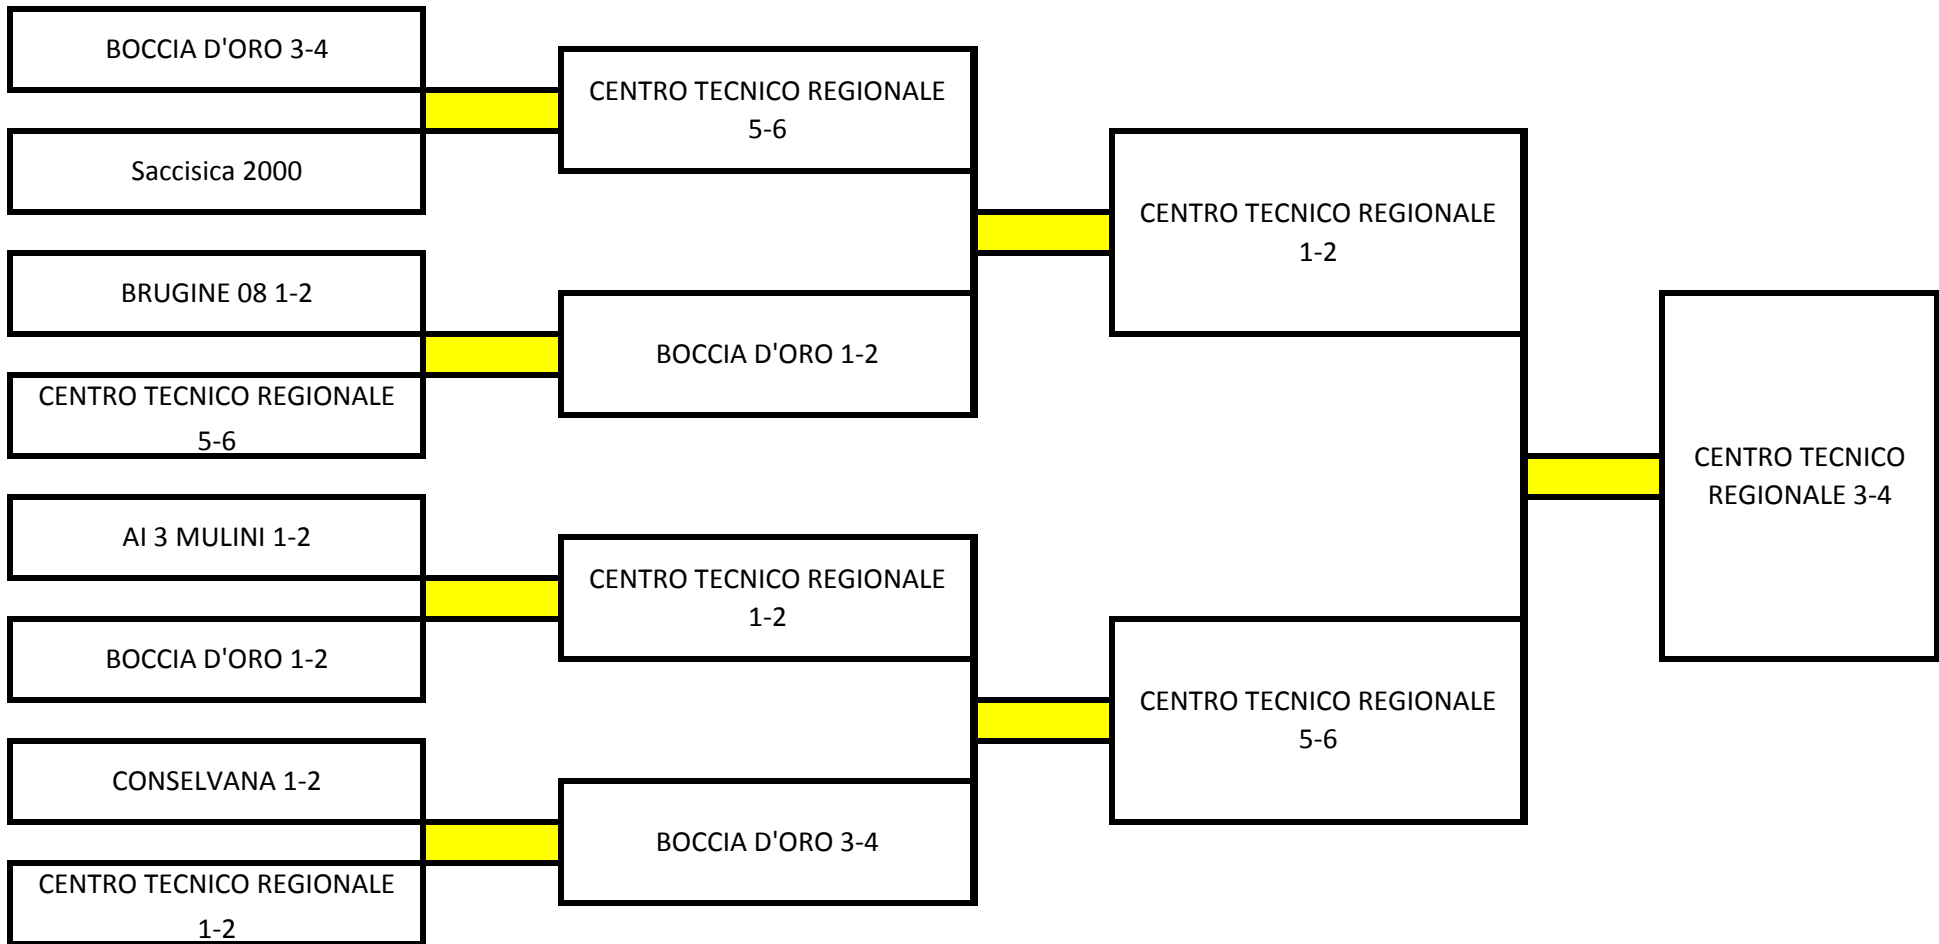 BOCCIA D'ORO 3-4
Saccisica 2000
BRUGINE 08 1-2
CENTRO TECNICO REGIONALE
5-6
AI 3 MULINI 1-2
BOCCIA D'ORO 1-2
CONSELVANA 1-2
CENTRO TECNICO REGIONALE
1-2
CENTRO TECNICO REGIONALE
5-6
BOCCIA D'ORO 1-2
CENTRO TECNICO REGIONALE
1-2
BOCCIA D'ORO 3-4
CENTRO TECNICO REGIONALE
1-2
CENTRO TECNICO REGIONALE
5-6
CENTRO TECNICO
REGIONALE 3-4